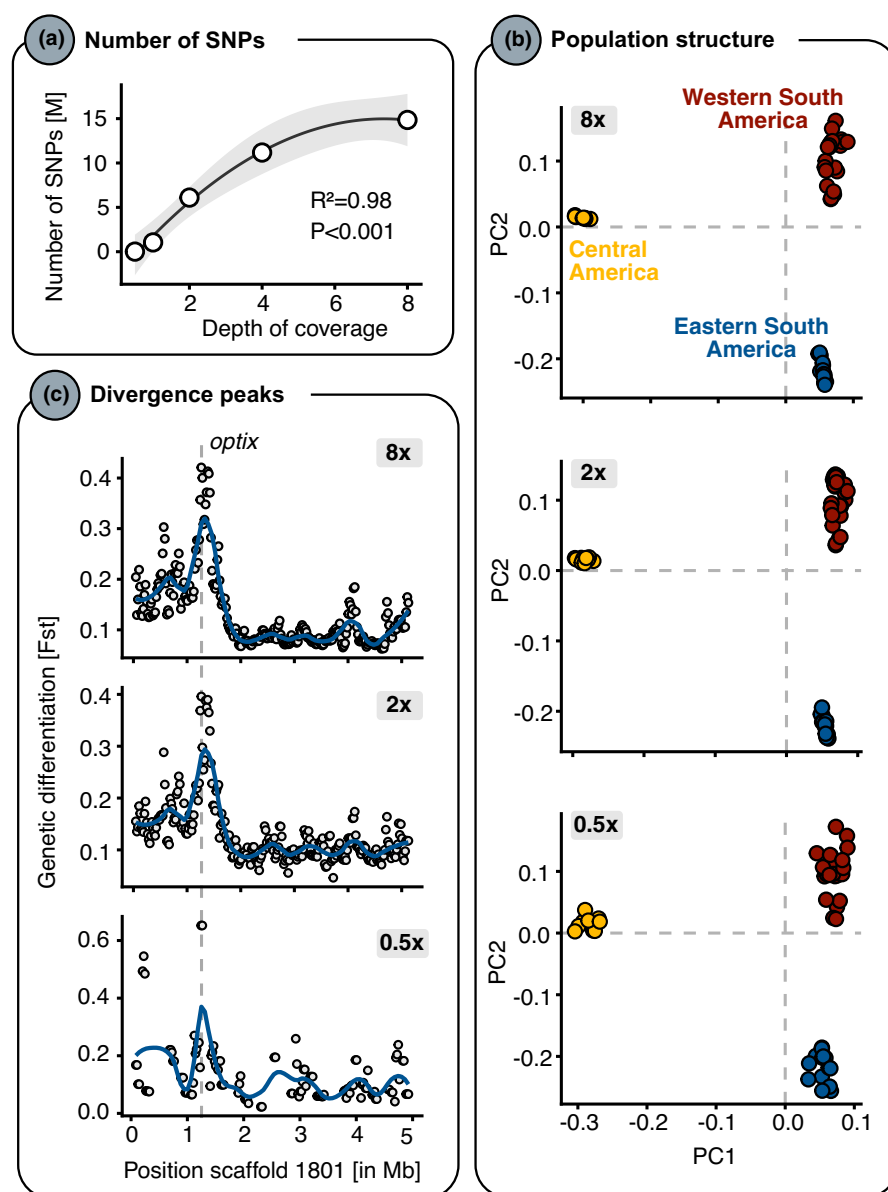 (a) Number of SNPs
Number of SNPs [M]
15
10
5
0
R²=0.98
P<0.001
2
4
6
8
Depth of coverage
(b) Population structure
8x
Western South
America
Central
America
Eastern South
America
PC2
0.1
0.0
-0.1
-0.2
2x
PC2
0.1
0.0
-0.1
-0.2
0.5x
PC2
0.1
0.0
-0.1
-0.2
-0.3
-0.2
-0.1
0.0
0.1
PC1
(c) Divergence peaks
optix
8x
0.4
0.3
0.2
0.1
2x
0.4
0.3
0.2
0.1
0.5x
0.6
0.4
0.2
0.0
Genetic differentiation [Fst]
0
1
2
3
4
5
Position scaffold 1801 [in Mb]